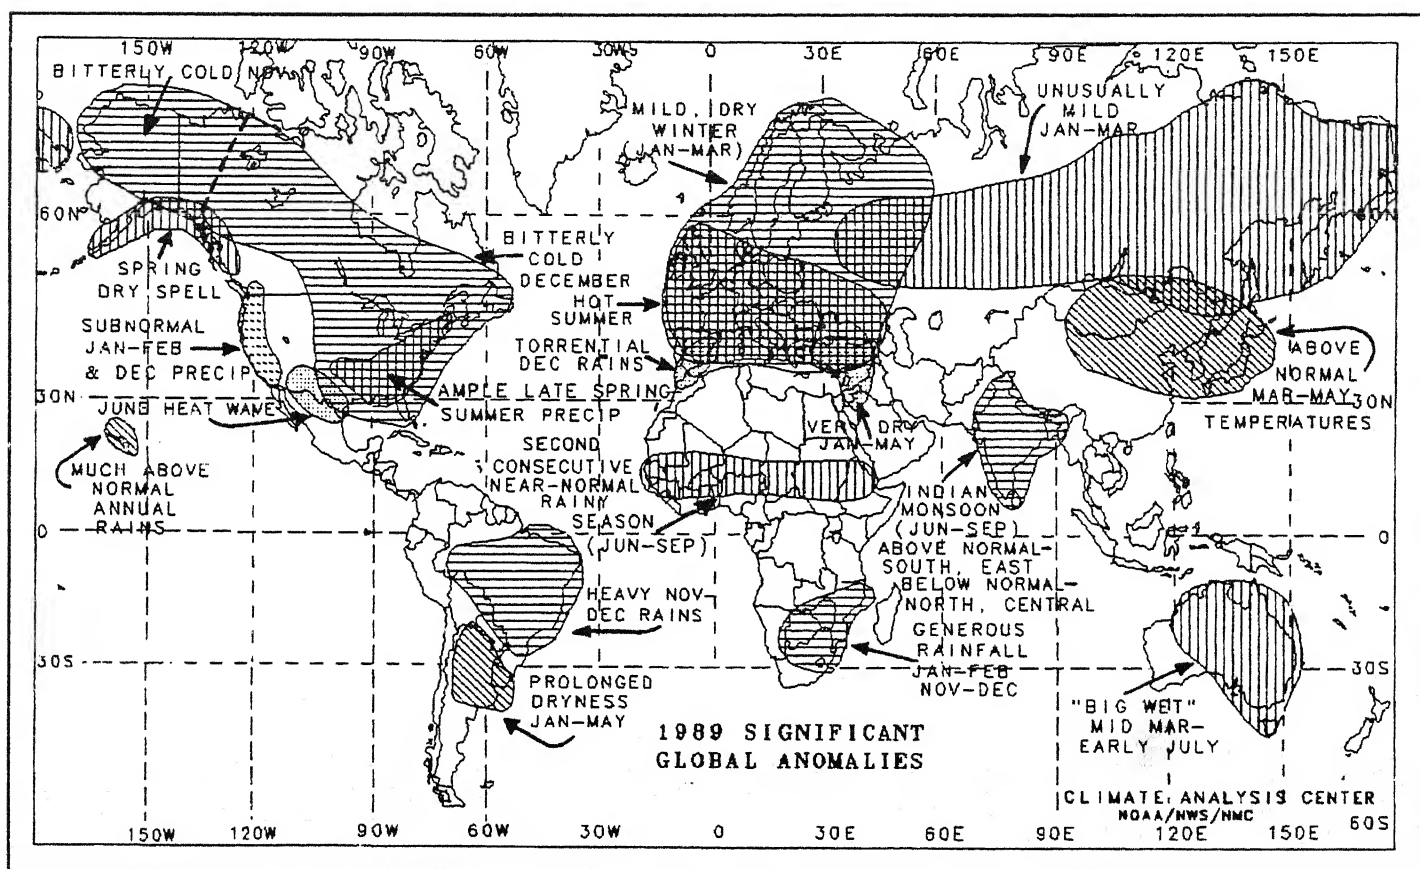 150W 120W 90W 60W 30W 0 30E 60E 90E 120E 150E
BITTERLY COLD NOV
MILD, DRY
WINTER
(JAN-MAR)
UNUSUALLY
MILD
JAN-MAR
60N
60N
BITTERLY
COLD
DECEMBER
SPRING
DRY SPELL
HOT
SUMMER
SUBNORMAL
JAN-FEB
& DEC PRECIP
TORRENTIAL
DEC RAINS
ABOVE
NORMAL
MAR-MAY
TEMPERATURES
30N
30N
AMPLE LATE SPRING
SUMMER PRECIP
JUNE HEAT WAVE
VERY DRY
JAN-MAY
MUCH ABOVE
NORMAL
ANNUAL
RAINS
SECOND
CONSECUTIVE
NEAR-NORMAL
RAINY
SEASON
(JUN-SEP)
INDIAN
MONSOON
(JUN-SEP)
ABOVE NORMAL-
SOUTH, EAST
BELOW NORMAL-
NORTH, CENTRAL
0
0
HEAVY NOV-
DEC RAINS
GENEROUS
RAINFALL
JAN-FEB
NOV-DEC
30S
30S
PROLONGED
DRYNESS
JAN-MAY
"BIG WET"
MID MAR-
EARLY JULY
1989 SIGNIFICANT
GLOBAL ANOMALIES
CLIMATE ANALYSIS CENTER
NOAA/NWS/NMC
60S
150W 120W 90W 60W 30W 0 30E 60E 90E 120E 150E